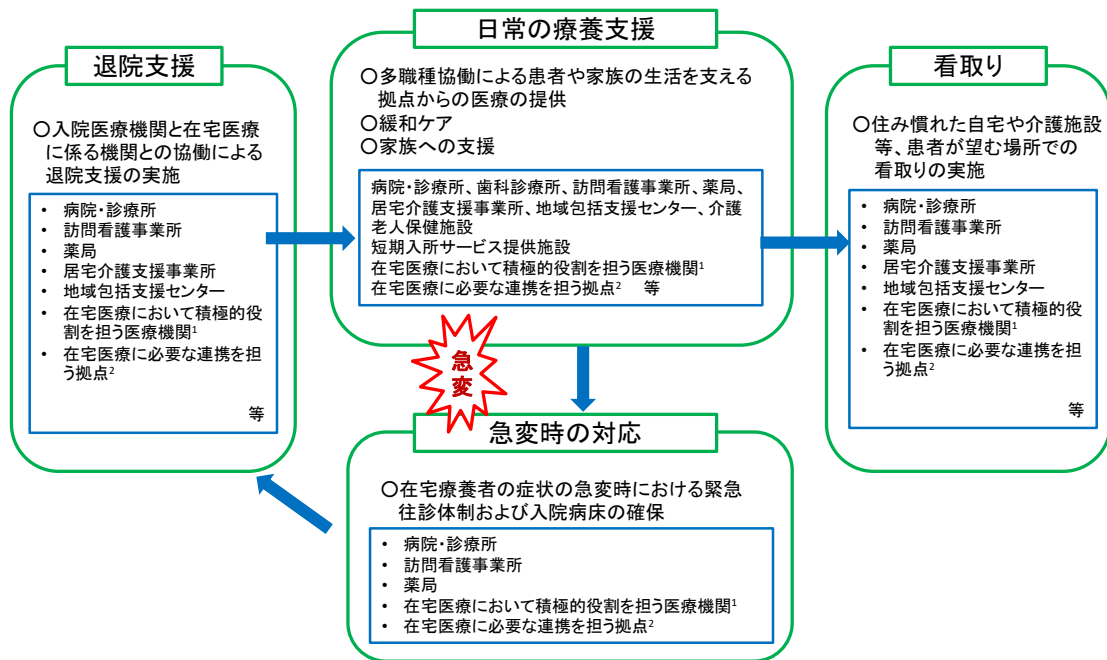 退院支援
○入院医療機関と在宅医療
に係る機関との協働による
退院支援の実施
• 病院・診療所
• 訪問看護事業所
• 薬局
• 居宅介護支援事業所
• 地域包括支援センター
• 在宅医療において積極的役
割を担う医療機関¹
• 在宅医療に必要な連携を担
う拠点²
等
日常の療養支援
○多職種協働による患者や家族の生活を支える
拠点からの医療の提供
○緩和ケア
○家族への支援
病院・診療所、歯科診療所、訪問看護事業所、薬局、
居宅介護支援事業所、地域包括支援センター、介護
老人保健施設
短期入所サービス提供施設
在宅医療において積極的役割を担う医療機関¹
在宅医療に必要な連携を担う拠点² 等
急
変
急変時の対応
○在宅療養者の症状の急変時における緊急
往診体制および入院病床の確保
• 病院・診療所
• 訪問看護事業所
• 薬局
• 在宅医療において積極的役割を担う医療機関¹
• 在宅医療に必要な連携を担う拠点²
看取り
○住み慣れた自宅や介護施設
等、患者が望む場所での
看取りの実施
• 病院・診療所
• 訪問看護事業所
• 薬局
• 居宅介護支援事業所
• 地域包括支援センター
• 在宅医療において積極的役
割を担う医療機関¹
• 在宅医療に必要な連携を担
う拠点²
等